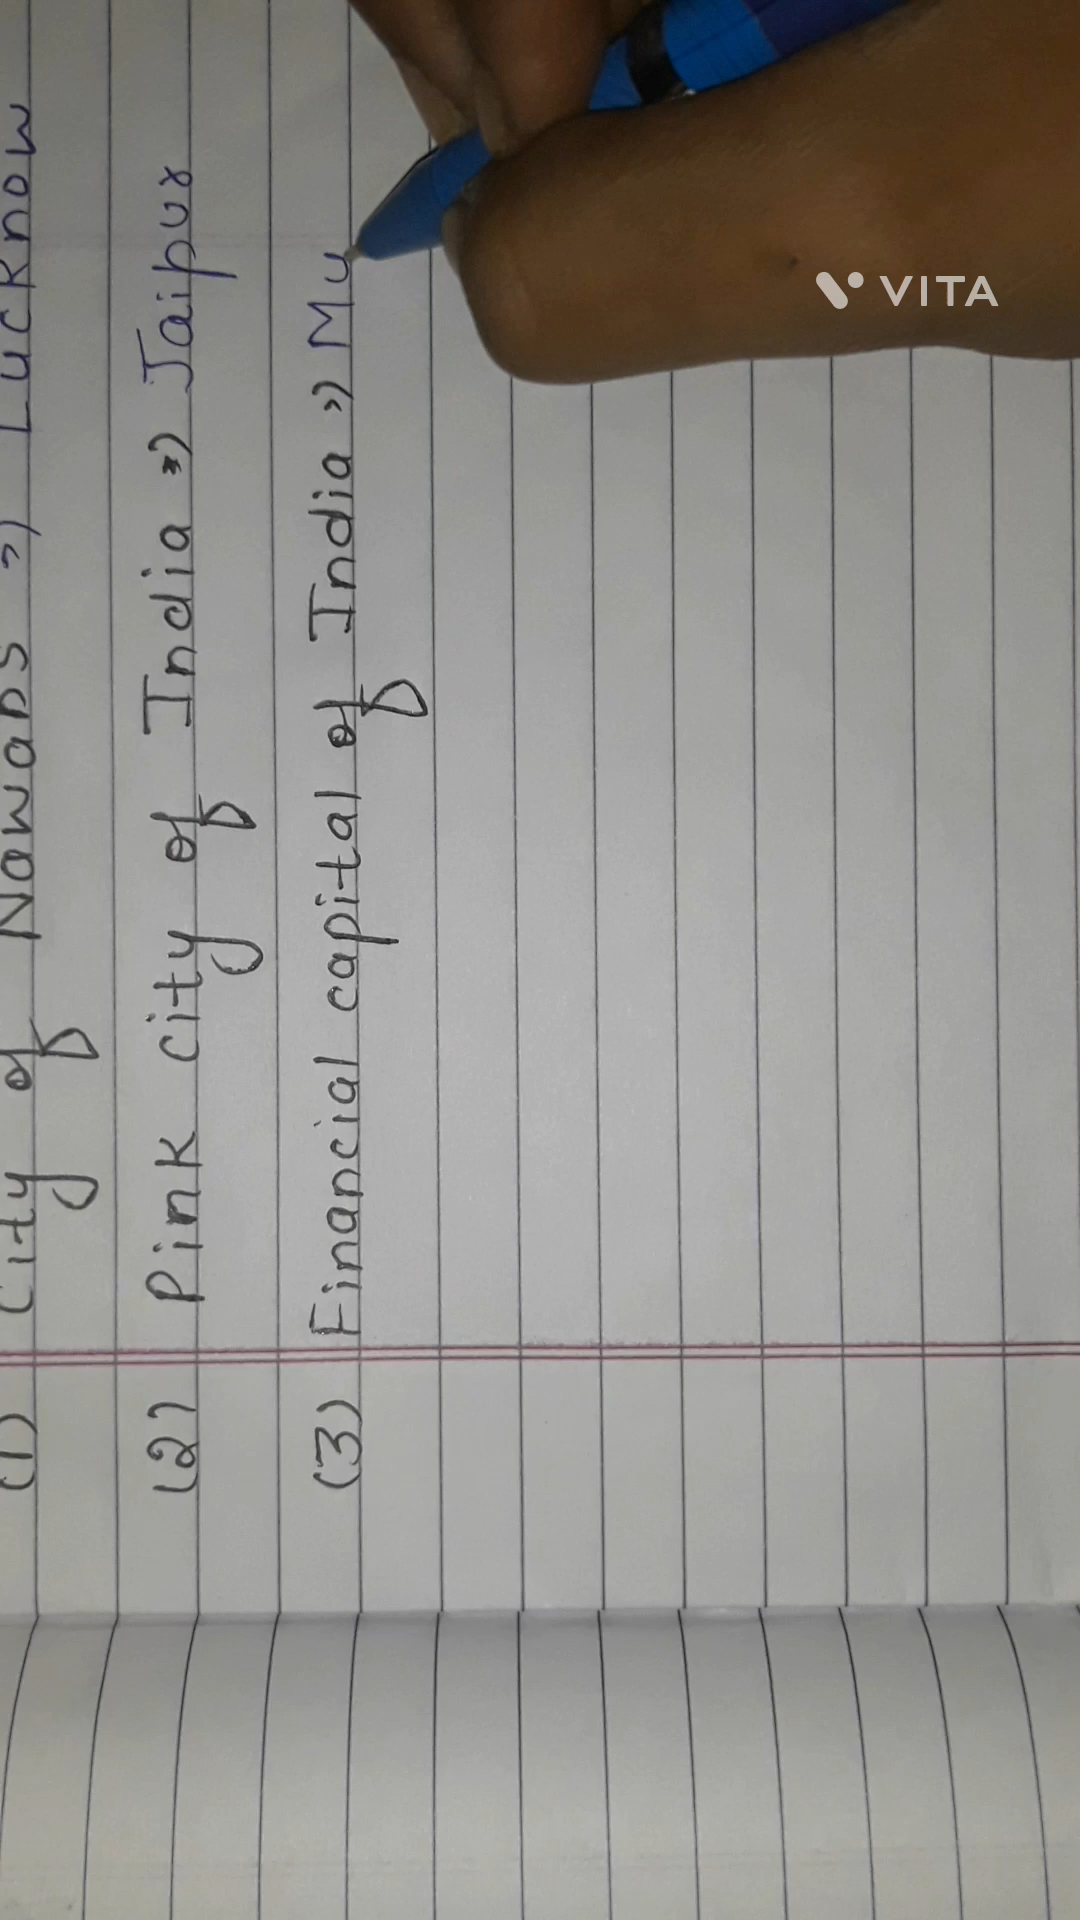 (1) City of Nawabs => Lucknow
(2) Pink city of India => Jaipur
(3) Financial capital of India => Mu
VITA